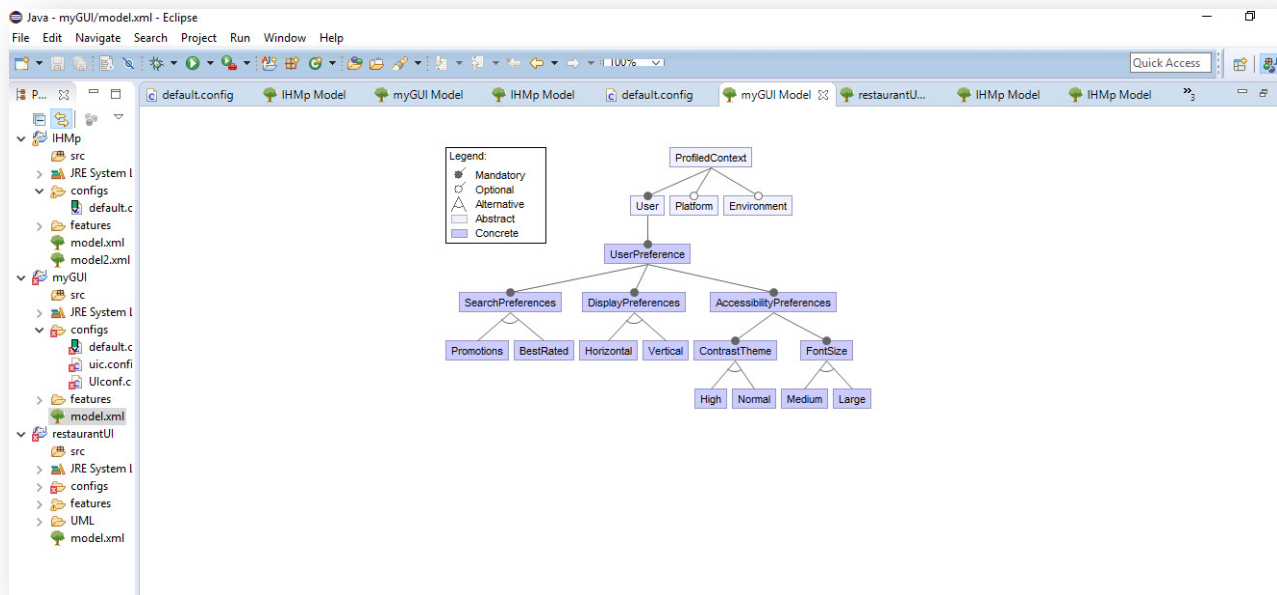 Java - myGUI/model.xml - Eclipse
File Edit Navigate Search Project Run Window Help
100%
Quick Access
P...
default.config
IHMp Model
myGUI Model
IHMp Model
default.config
myGUI Model
restaurantU...
IHMp Model
IHMp Model
»3
IHMp
src
JRE System L
configs
default.c
features
model.xml
model2.xml
myGUI
src
JRE System L
configs
default.c
uic.confi
UIconf.c
features
model.xml
restaurantUI
src
JRE System L
configs
features
UML
model.xml
Legend:
Mandatory
Optional
Alternative
Abstract
Concrete
ProfiledContext
User Platform Environment
UserPreference
SearchPreferences DisplayPreferences AccessibilityPreferences
Promotions BestRated Horizontal Vertical ContrastTheme FontSize
High Normal Medium Large